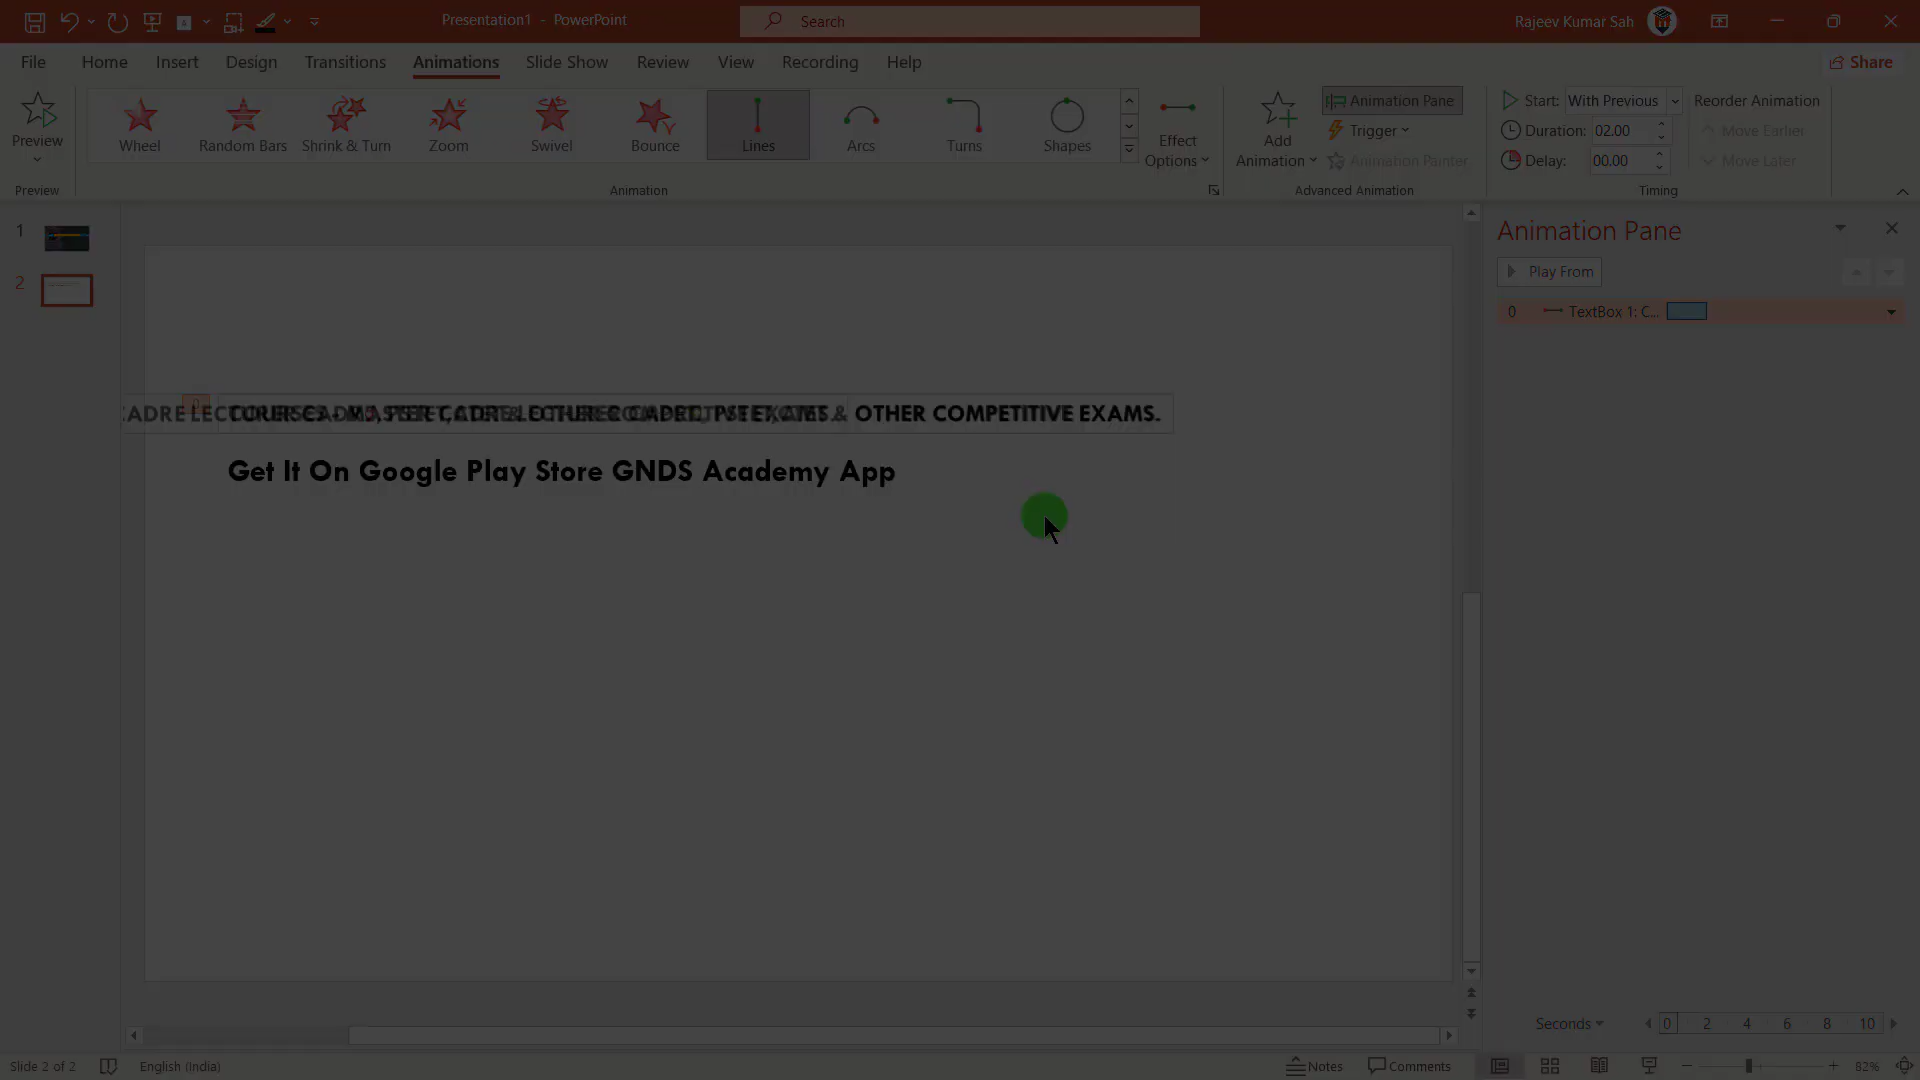 Presentation1 - PowerPoint
Search
Rajeev Kumar Sah
File Home Insert Design Transitions Animations Slide Show Review View Recording Help
Share
Preview
Wheel Random Bars Shrink & Turn Zoom Swivel Bounce Lines Arcs Turns Shapes
Effect Options
Add Animation
Animation Pane
Trigger
Animation Painter
Start: With Previous
Duration: 02.00
Delay: 00.00
Reorder Animation
Move Earlier
Move Later
Preview Animation Advanced Animation Timing
1
2
OTHER COMPETITIVE EXAMS.
Get It On Google Play Store GNDS Academy App
Animation Pane
Play From
0 TextBox 1: C...
Seconds 0 2 4 6 8 10
Slide 2 of 2 English (India) Notes Comments 82%